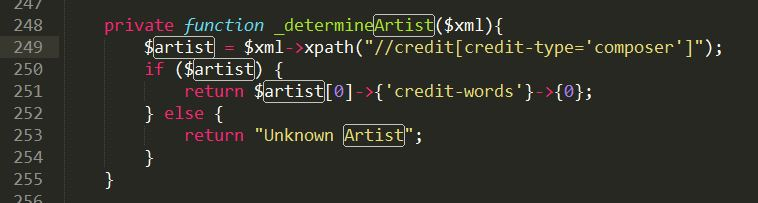 247
248 private function _determineArtist($xml){
249 $artist = $xml->xpath("//credit[credit-type='composer']");
250 if ($artist) {
251 return $artist[0]->{'credit-words'}->{0};
252 } else {
253 return "Unknown Artist";
254 }
255 }
256